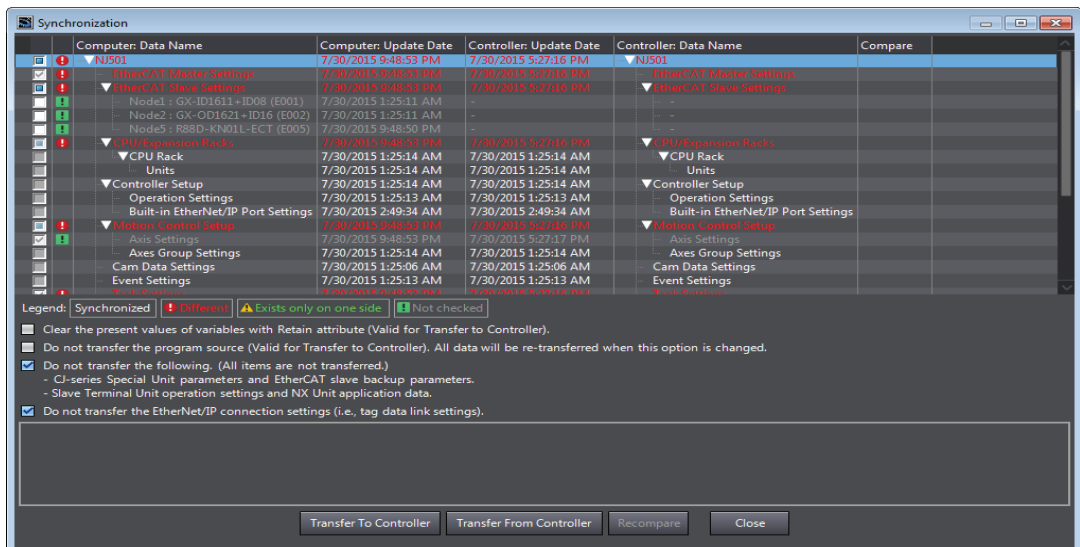 Synchronization
Computer: Data Name Computer: Update Date Controller: Update Date Controller: Data Name Compare
NJ501 7/30/2015 9:48:53 PM 7/30/2015 5:27:16 PM NJ501
EtherCAT Master Settings 7/30/2015 9:48:53 PM 7/30/2015 5:27:16 PM EtherCAT Master Settings
EtherCAT Slave Settings 7/30/2015 9:48:53 PM 7/30/2015 5:27:16 PM EtherCAT Slave Settings
Node1 : GX-ID1611+ID08 (E001) 7/30/2015 1:25:11 AM - -
Node2 : GX-OD1621+ID16 (E002) 7/30/2015 1:25:11 AM - -
Node5 : R88D-KN01L-ECT (E005) 7/30/2015 9:48:50 PM - -
CPU/Expansion Racks 7/30/2015 9:48:53 PM 7/30/2015 5:27:16 PM CPU/Expansion Racks
CPU Rack 7/30/2015 1:25:14 AM 7/30/2015 1:25:14 AM CPU Rack
Units 7/30/2015 1:25:14 AM 7/30/2015 1:25:14 AM Units
Controller Setup 7/30/2015 1:25:14 AM 7/30/2015 1:25:14 AM Controller Setup
Operation Settings 7/30/2015 1:25:13 AM 7/30/2015 1:25:13 AM Operation Settings
Built-in EtherNet/IP Port Settings 7/30/2015 2:49:34 AM 7/30/2015 2:49:34 AM Built-in EtherNet/IP Port Settings
Motion Control Setup 7/30/2015 9:48:53 PM 7/30/2015 5:27:16 PM Motion Control Setup
Axis Settings 7/30/2015 9:48:53 PM 7/30/2015 5:27:17 PM Axis Settings
Axes Group Settings 7/30/2015 1:25:14 AM 7/30/2015 1:25:14 AM Axes Group Settings
Cam Data Settings 7/30/2015 1:25:06 AM 7/30/2015 1:25:06 AM Cam Data Settings
Event Settings 7/30/2015 1:25:13 AM 7/30/2015 1:25:13 AM Event Settings
Legend: Synchronized Different Exists only on one side Not checked
Clear the present values of variables with Retain attribute (Valid for Transfer to Controller).
Do not transfer the program source (Valid for Transfer to Controller). All data will be re-transferred when this option is changed.
Do not transfer the following. (All items are not transferred.)
- CJ-series Special Unit parameters and EtherCAT slave backup parameters.
- Slave Terminal Unit operation settings and NX Unit application data.
Do not transfer the EtherNet/IP connection settings (i.e., tag data link settings).
Transfer To Controller Transfer From Controller Recompare Close